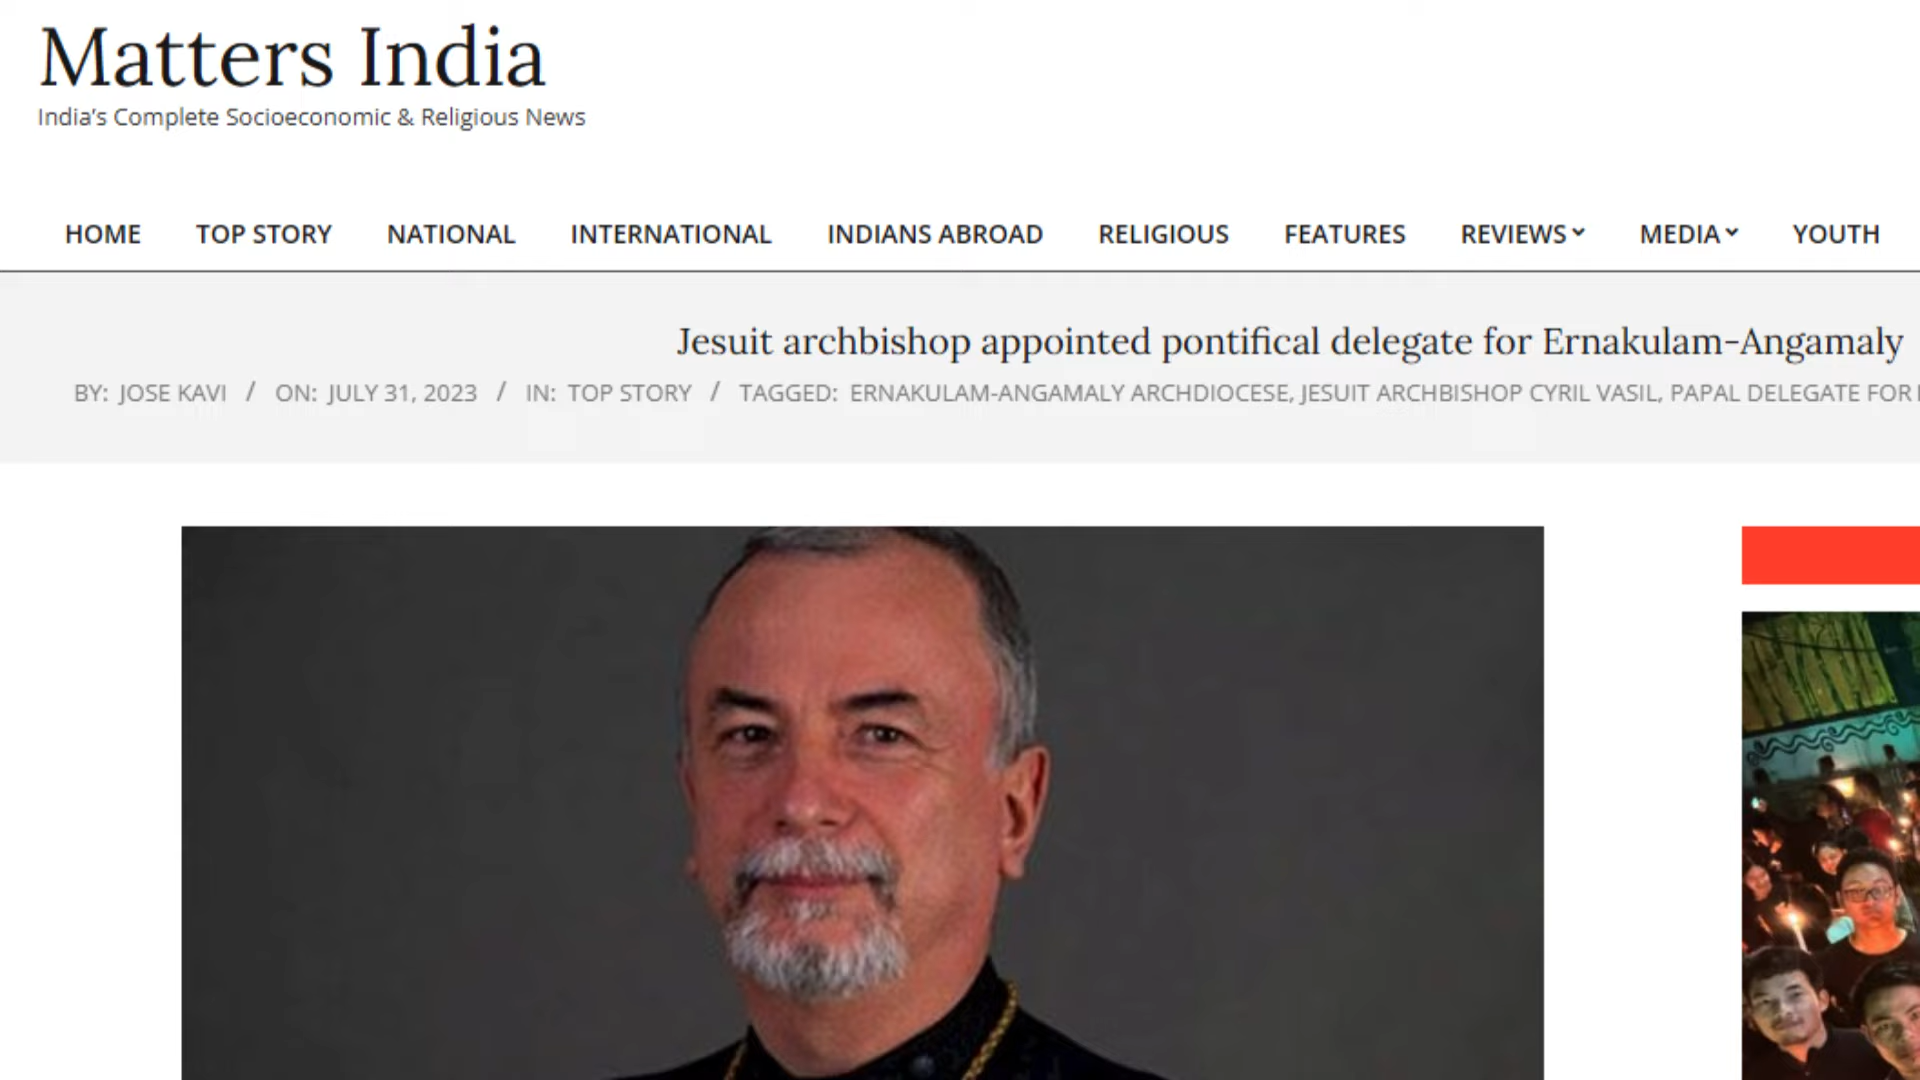 Matters India
India's Complete Socioeconomic & Religious News
HOME TOP STORY NATIONAL INTERNATIONAL INDIANS ABROAD RELIGIOUS FEATURES REVIEWS MEDIA YOUTH
Jesuit archbishop appointed pontifical delegate for Ernakulam-Angamaly
BY: JOSE KAVI / ON: JULY 31, 2023 / IN: TOP STORY / TAGGED: ERNAKULAM-ANGAMALY ARCHDIOCESE, JESUIT ARCHBISHOP CYRIL VASIL, PAPAL DELEGATE FOR